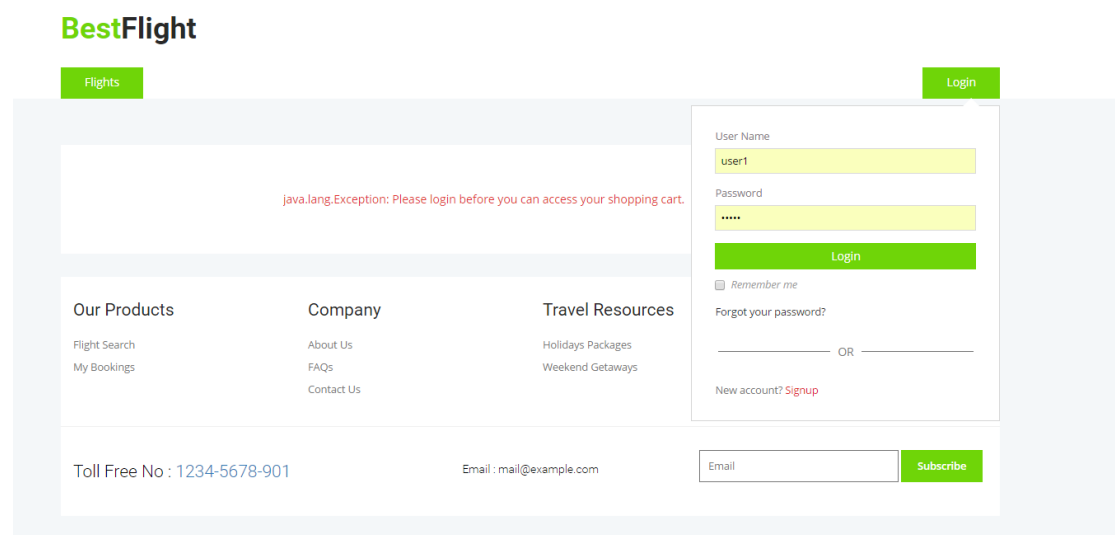 BestFlight
Flights
Login
User Name
user1
Password
•••••
Login
Remember me
Forgot your password?
OR
New account? Signup
java.lang.Exception: Please login before you can access your shopping cart.
Our Products
Flight Search
My Bookings
Company
About Us
FAQs
Contact Us
Travel Resources
Holidays Packages
Weekend Getaways
Toll Free No : 1234-5678-901
Email : mail@example.com
Email
Subscribe